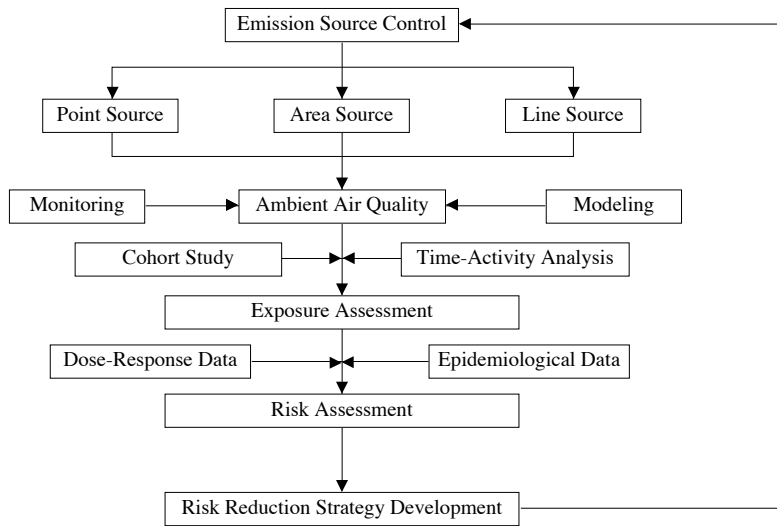 Emission Source Control
Point Source
Area Source
Line Source
Monitoring
Ambient Air Quality
Modeling
Cohort Study
Time-Activity Analysis
Exposure Assessment
Dose-Response Data
Epidemiological Data
Risk Assessment
Risk Reduction Strategy Development